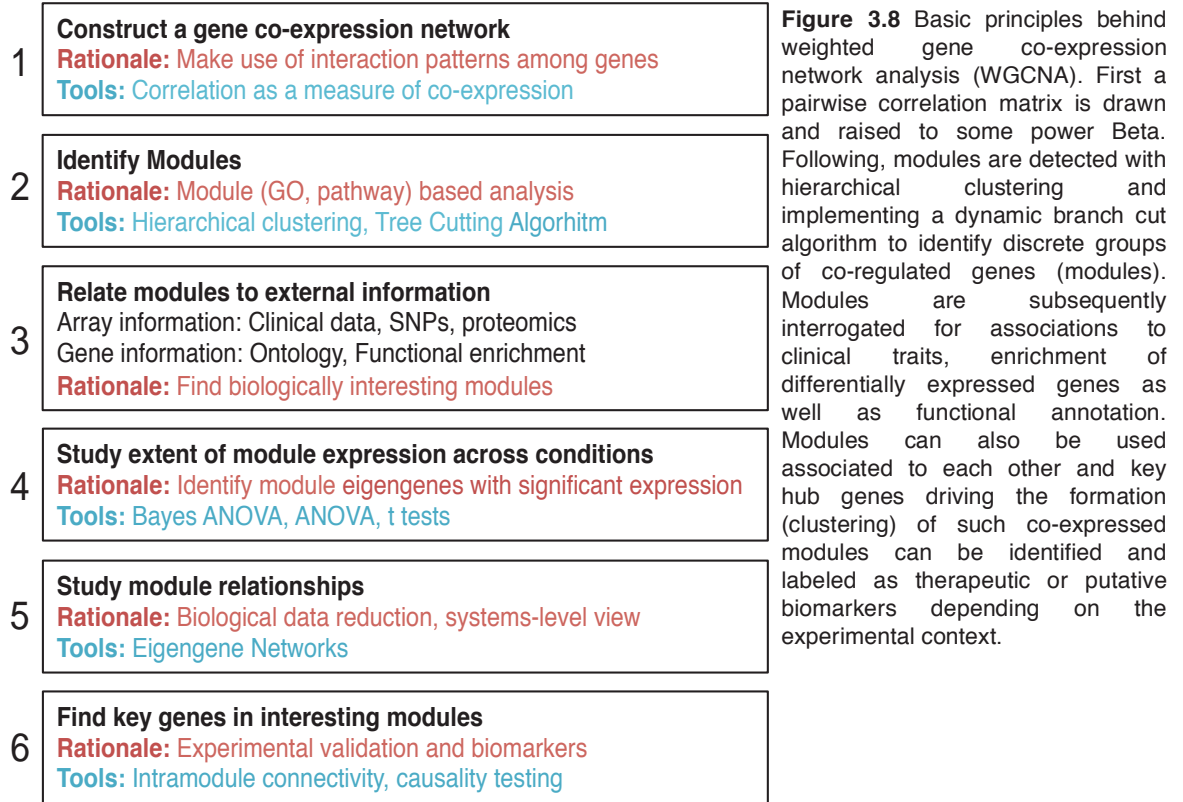 1
Construct a gene co-expression network
Rationale: Make use of interaction patterns among genes
Tools: Correlation as a measure of co-expression
2
Identify Modules
Rationale: Module (GO, pathway) based analysis
Tools: Hierarchical clustering, Tree Cutting Algorhitm
3
Relate modules to external information
Array information: Clinical data, SNPs, proteomics
Gene information: Ontology, Functional enrichment
Rationale: Find biologically interesting modules
4
Study extent of module expression across conditions
Rationale: Identify module eigengenes with significant expression
Tools: Bayes ANOVA, ANOVA, t tests
5
Study module relationships
Rationale: Biological data reduction, systems-level view
Tools: Eigengene Networks
6
Find key genes in interesting modules
Rationale: Experimental validation and biomarkers
Tools: Intramodule connectivity, causality testing
Figure 3.8 Basic principles behind
weighted gene co-expression
network analysis (WGCNA). First a
pairwise correlation matrix is drawn
and raised to some power Beta.
Following, modules are detected with
hierarchical clustering and
implementing a dynamic branch cut
algorithm to identify discrete groups
of co-regulated genes (modules).
Modules are subsequently
interrogated for associations to
clinical traits, enrichment of
differentially expressed genes as
well as functional annotation.
Modules can also be used
associated to each other and key
hub genes driving the formation
(clustering) of such co-expressed
modules can be identified and
labeled as therapeutic or putative
biomarkers depending on the
experimental context.